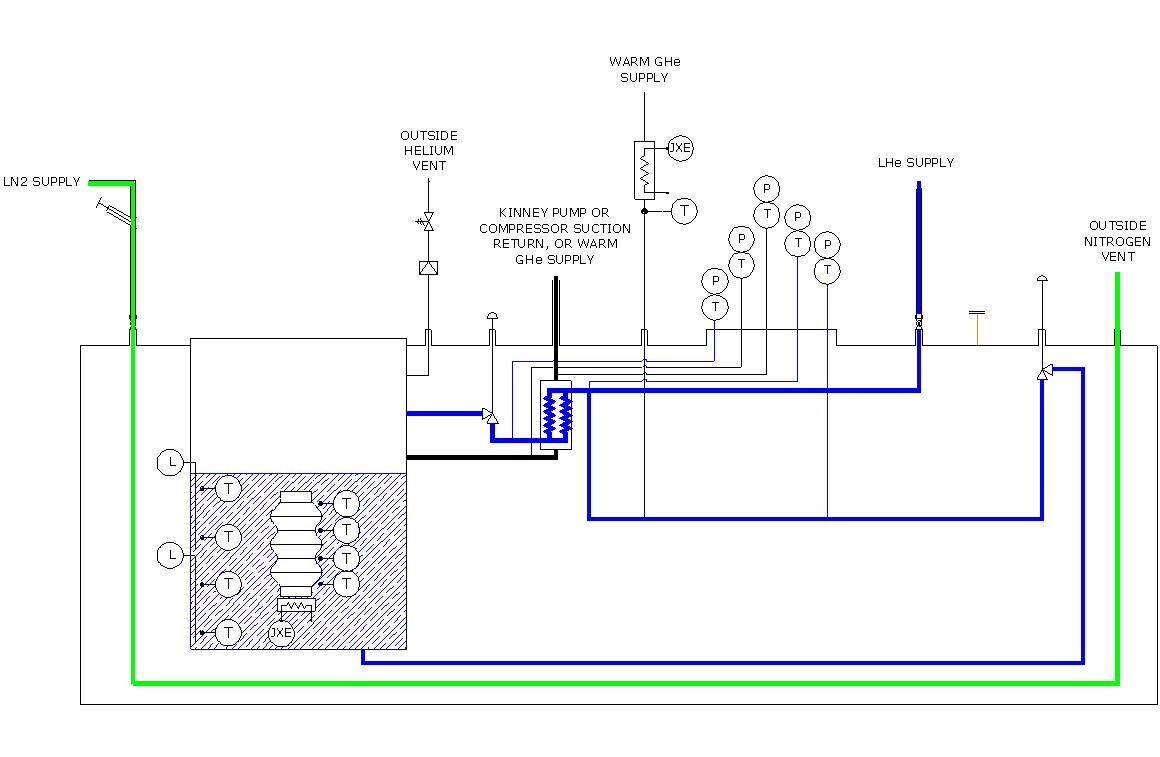 WARM GHe
SUPPLY
OUTSIDE
HELIUM
VENT
JXE
LHe SUPPLY
LN2 SUPPLY
P
T
T
KINNEY PUMP OR
COMPRESSOR SUCTION
RETURN, OR WARM
GHe SUPPLY
P
T
P
T
P
T
OUTSIDE
NITROGEN
VENT
P
T
L
T
T
T
T
L
T
T
T
T
JXE